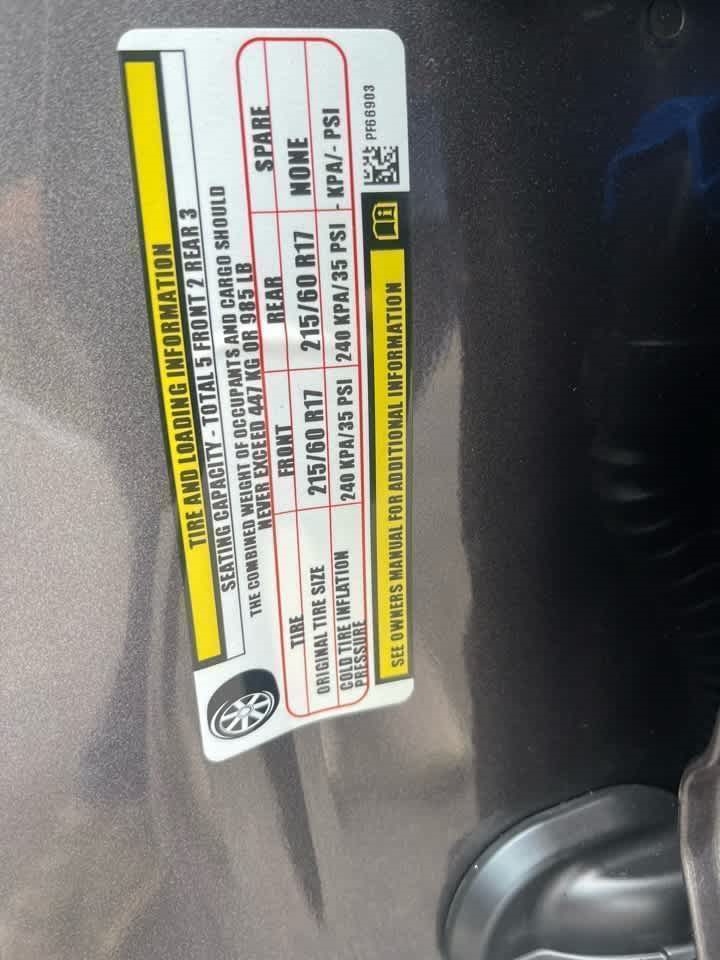 TIRE AND LOADING INFORMATION
SEATING CAPACITY - TOTAL 5 FRONT 2 REAR 3
THE COMBINED WEIGHT OF OCCUPANTS AND CARGO SHOULD
NEVER EXCEED 447 KG OR 985 LB
TIRE FRONT REAR SPARE
ORIGINAL TIRE SIZE 215/60 R17 215/60 R17 NONE
COLD TIRE INFLATION PRESSURE 240 KPA/35 PSI 240 KPA/35 PSI - KPA/- PSI
SEE OWNERS MANUAL FOR ADDITIONAL INFORMATION
PF66903